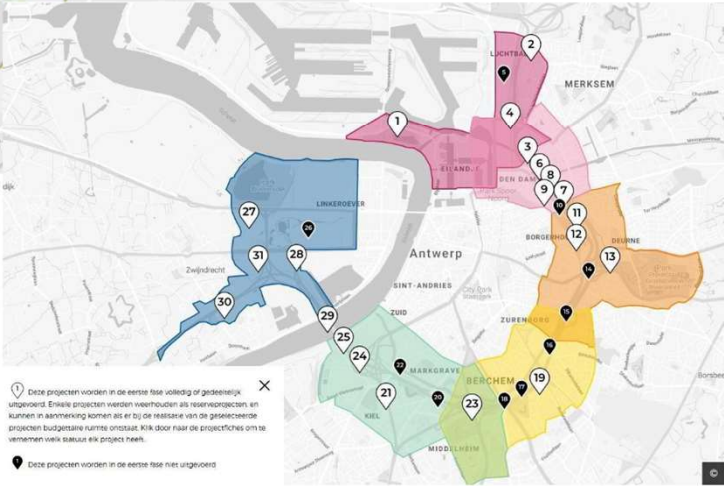 2
LUCHTBAL
5
MERKSEM
4
1
3
EILANDJE
6
DEN DAM
8
9
7
10
11
27
LINKEROEVER
26
BORGERHOUT
12
DEURNE
13
Antwerp
31
28
Zwijndrecht
14
SINT-ANDRIES
City Park
30
ZUID
ZURENBORG
15
29
25
24
16
22
MARKGRAVE
BERCHEM
19
17
21
20
23
18
KIEL
MIDDELHEIM
1
Deze projecten worden in de eerste fase volledig of gedeeltelijk
uitgevoerd. Enkele projecten werden weerhouden als reserveprojecten, en
kunnen in aanmerking komen als er bij de realisatie van de geselecteerde
projecten budgettaire ruimte ontstaat. Klik door naar de projectfiches om te
vernemen welk statuut elk project heeft.
Deze projecten worden in de eerste fase niet uitgevoerd
©